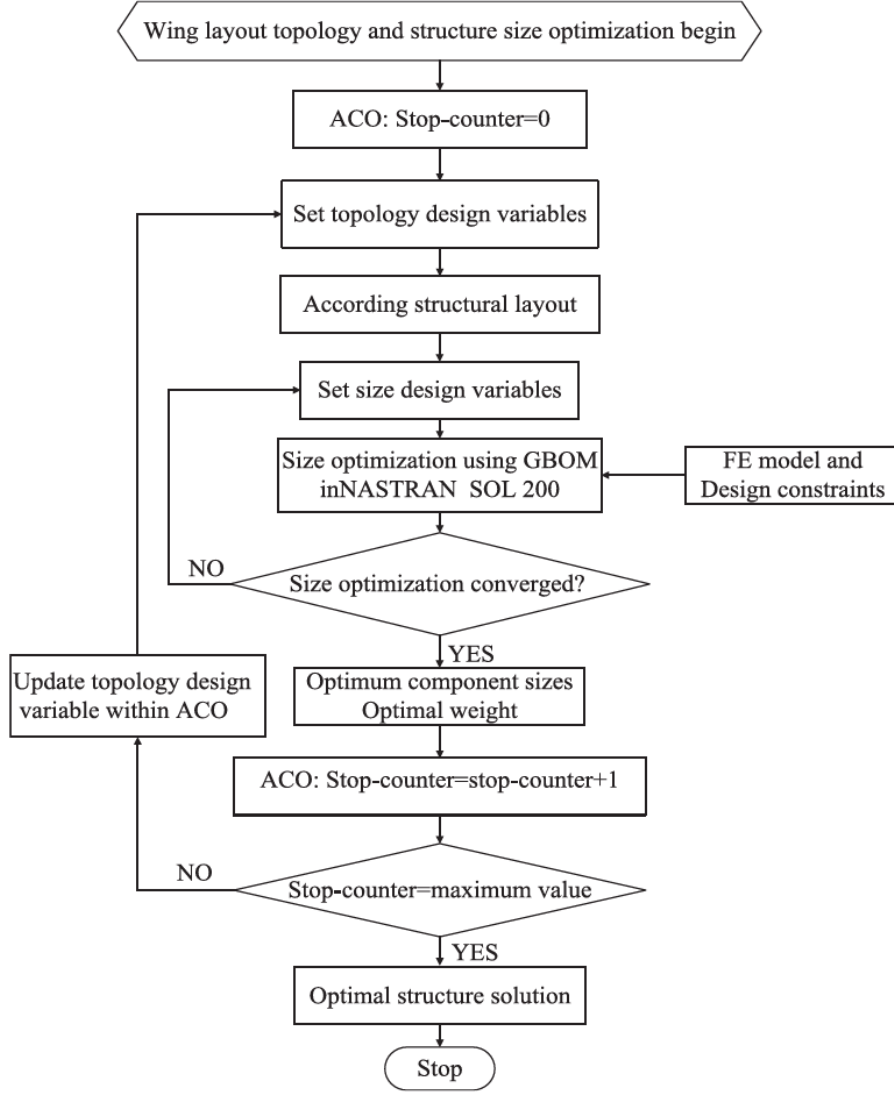 Wing layout topology and structure size optimization begin
ACO: Stop-counter=0
Set topology design variables
According structural layout
Set size design variables
Size optimization using GBOM
inNASTRAN SOL 200
FE model and
Design constraints
NO
Size optimization converged?
YES
Update topology design
variable within ACO
Optimum component sizes
Optimal weight
ACO: Stop-counter=stop-counter+1
NO
Stop-counter=maximum value
YES
Optimal structure solution
Stop